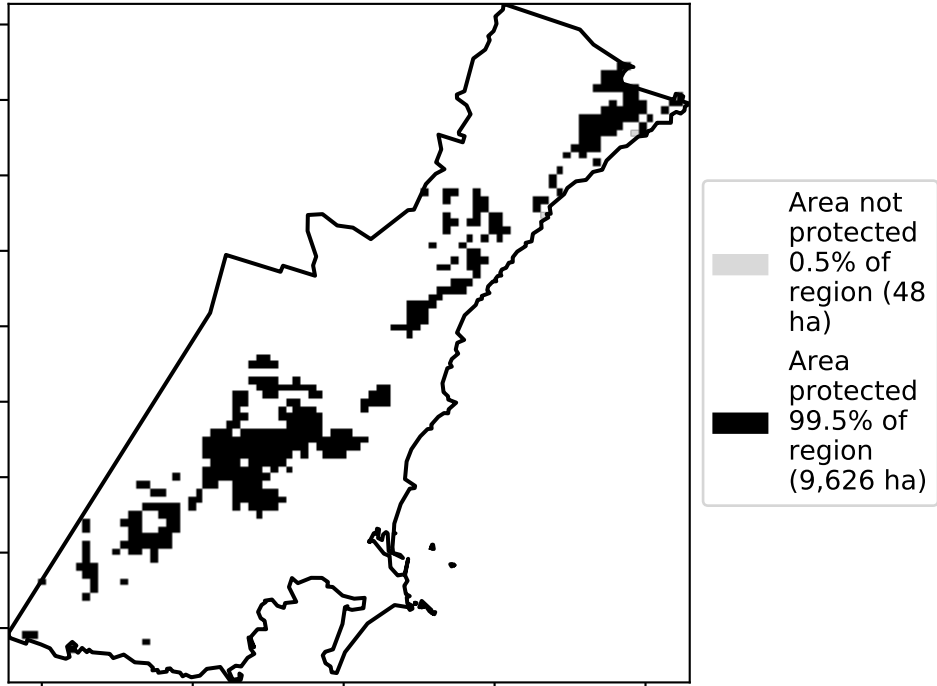 Area not
protected
0.5% of
region (48
ha)
Area
protected
99.5% of
region
(9,626 ha)